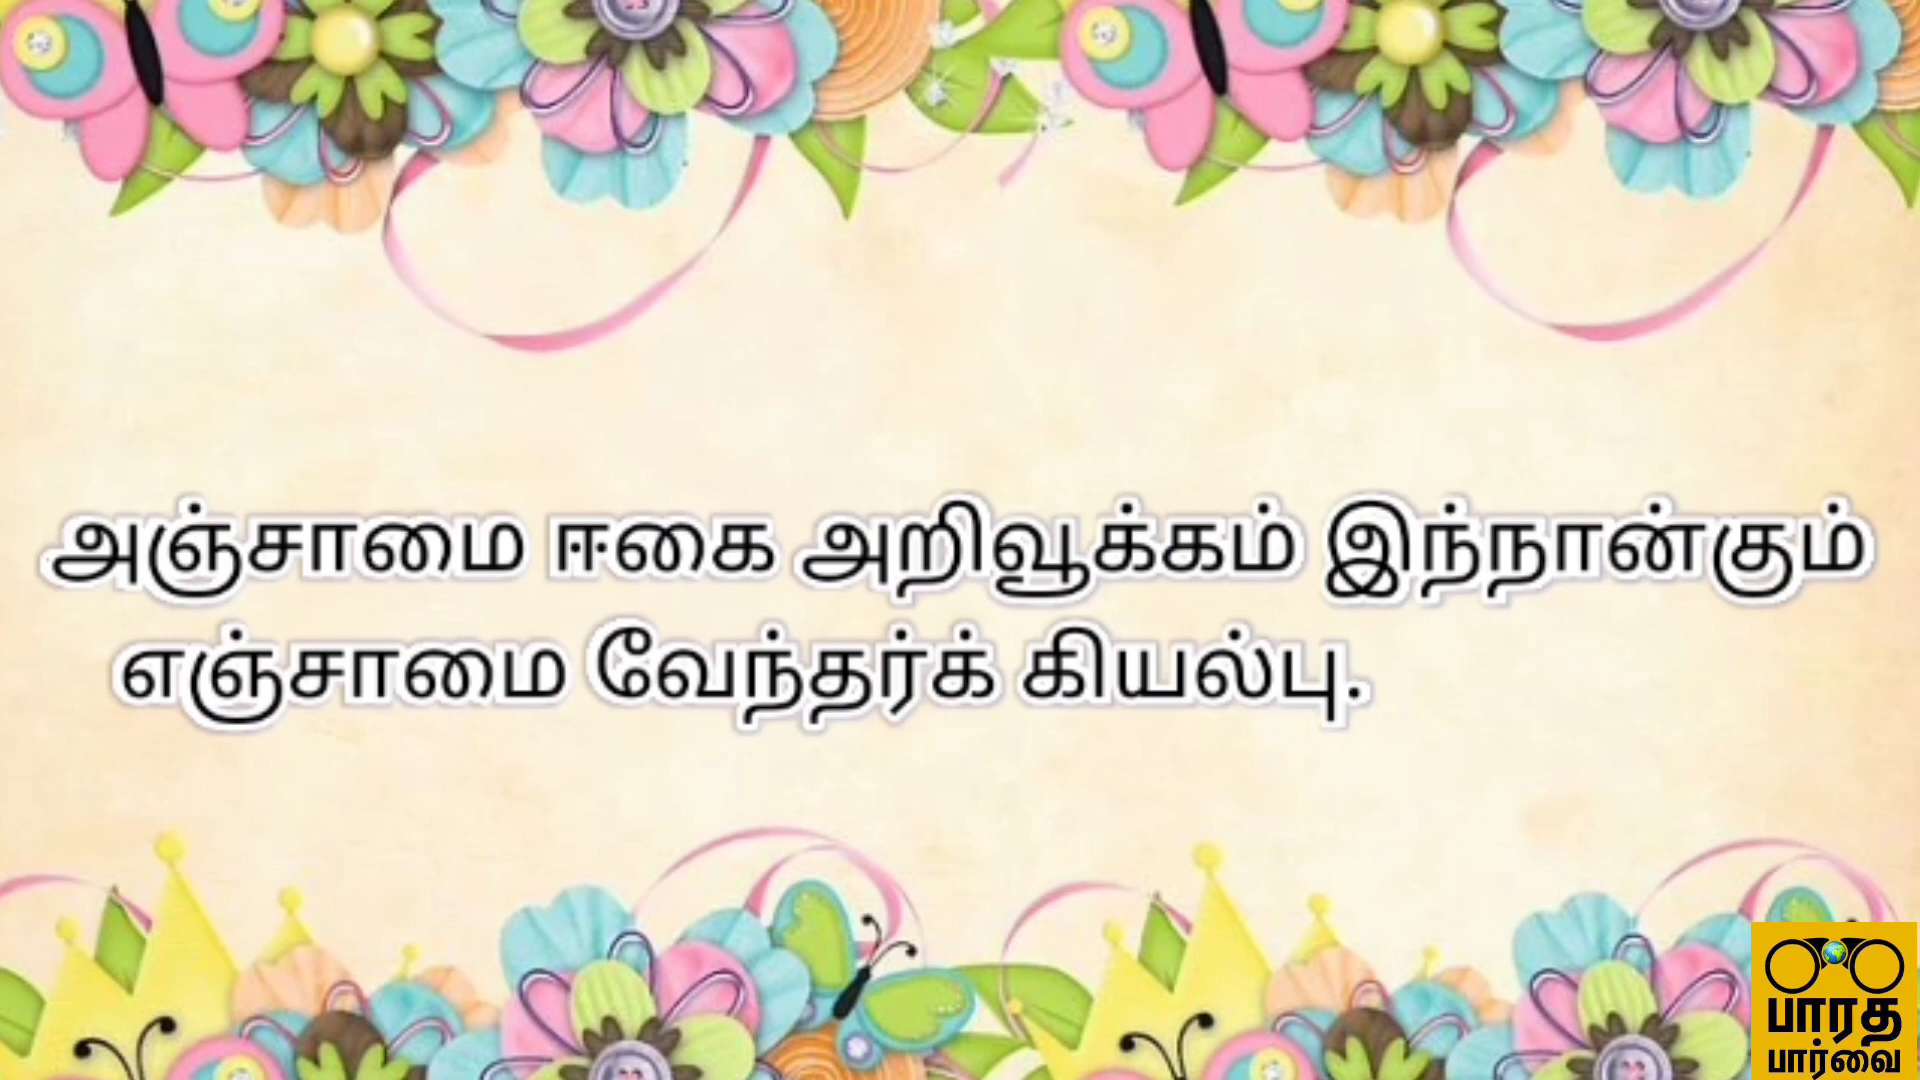 அஞ்சாமை ஈகை அறிவூக்கம் இந்நான்கும்
எஞ்சாமை வேந்தர்க் கியல்பு.
பாரத
பார்வை